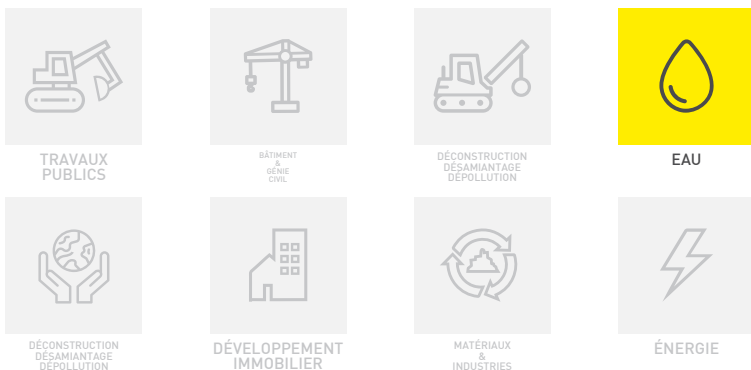 TRAVAUX
PUBLICS
BÂTIMENT
&
GÉNIE
CIVIL
DÉCONSTRUCTION
DÉSAMIANTAGE
DÉPOLLUTION
EAU
DÉCONSTRUCTION
DÉSAMIANTAGE
DÉPOLLUTION
DÉVELOPPEMENT
IMMOBILIER
MATÉRIAUX
&
INDUSTRIES
ÉNERGIE